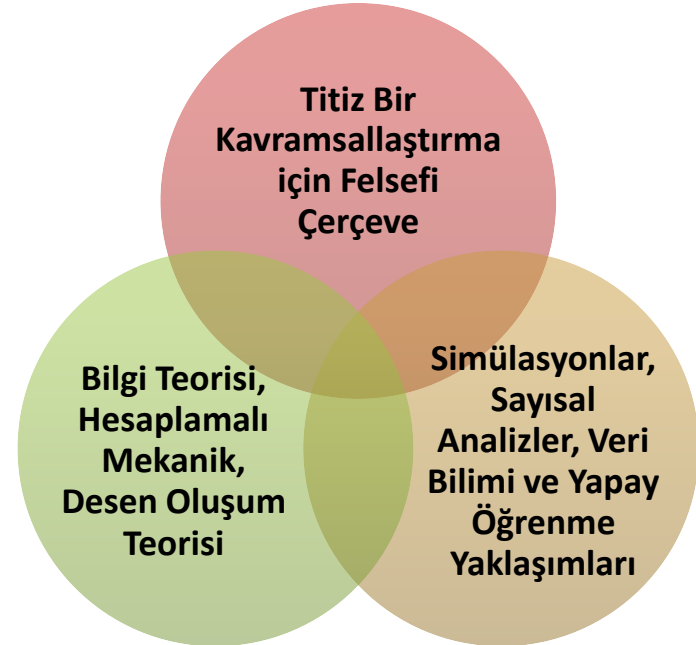 Titiz Bir
Kavramsallaştırma
için Felsefi
Çerçeve
Bilgi Teorisi,
Hesaplamalı
Mekanik,
Desen Oluşum
Teorisi
Simülasyonlar,
Sayısal
Analizler, Veri
Bilimi ve Yapay
Öğrenme
Yaklaşımları